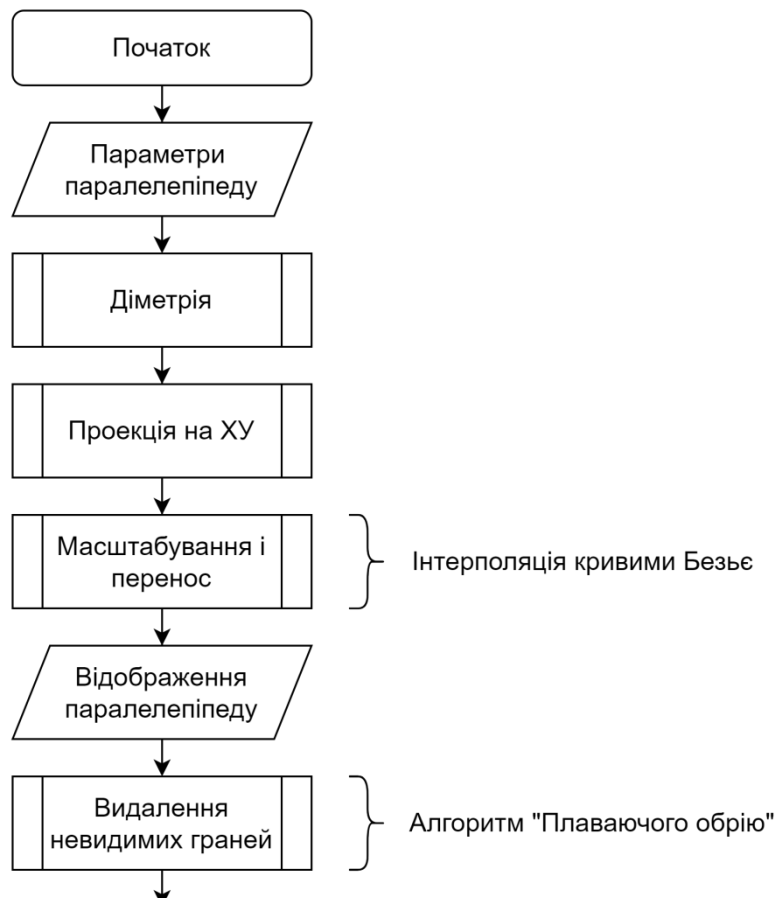 Початок
Параметри
паралелепіпеду
Діметрія
Проекція на XY
Масштабування і
перенос
Інтерполяція кривими Безьє
Відображення
паралелепіпеду
Видалення
невидимих граней
Алгоритм "Плаваючого обрію"